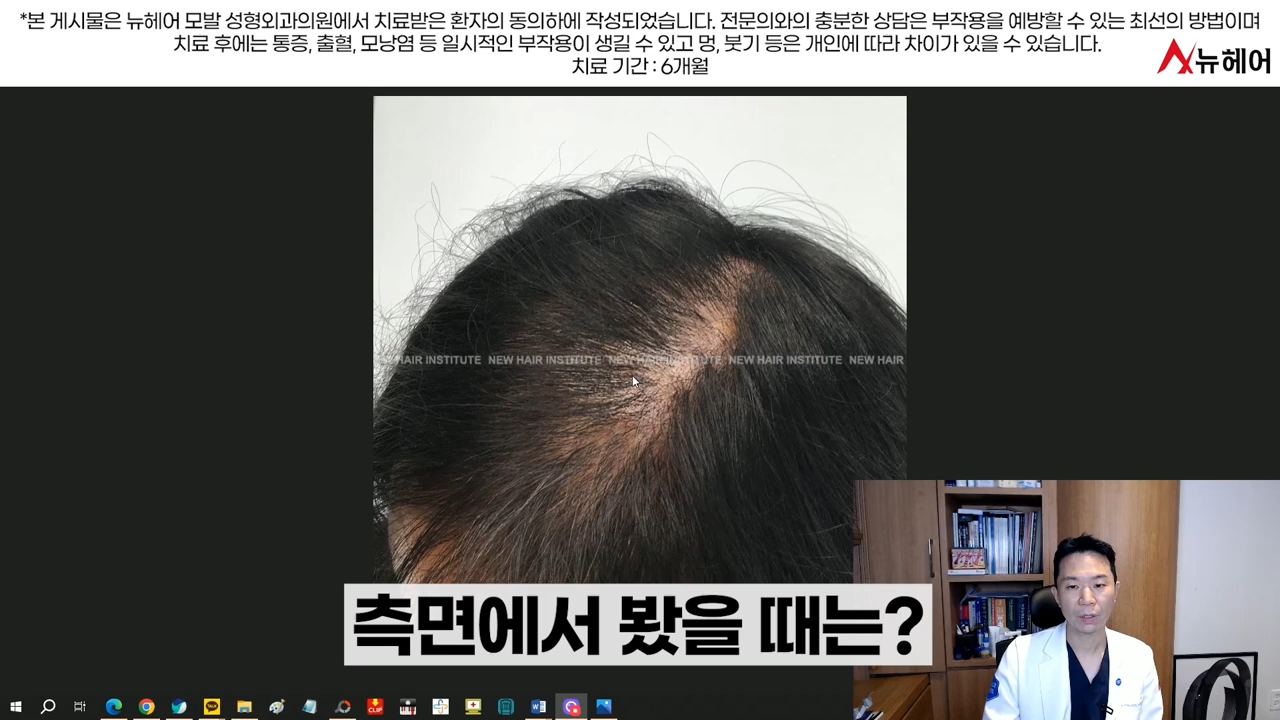 *본 게시물은 뉴헤어 모발 성형외과의원에서 치료받은 환자의 동의하에 작성되었습니다. 전문의와의 충분한 상담은 부작용을 예방할 수 있는 최선의 방법이며
치료 후에는 통증, 출혈, 모낭염 등 일시적인 부작용이 생길 수 있고 멍, 붓기 등은 개인에 따라 차이가 있을 수 있습니다.
치료 기간 : 6개월
뉴헤어
HAIR INSTITUTE NEW HAIR INSTITUTE NEW HAIR INSTITUTE NEW HAIR INSTITUTE NEW HAIR
측면에서 봤을 때는?